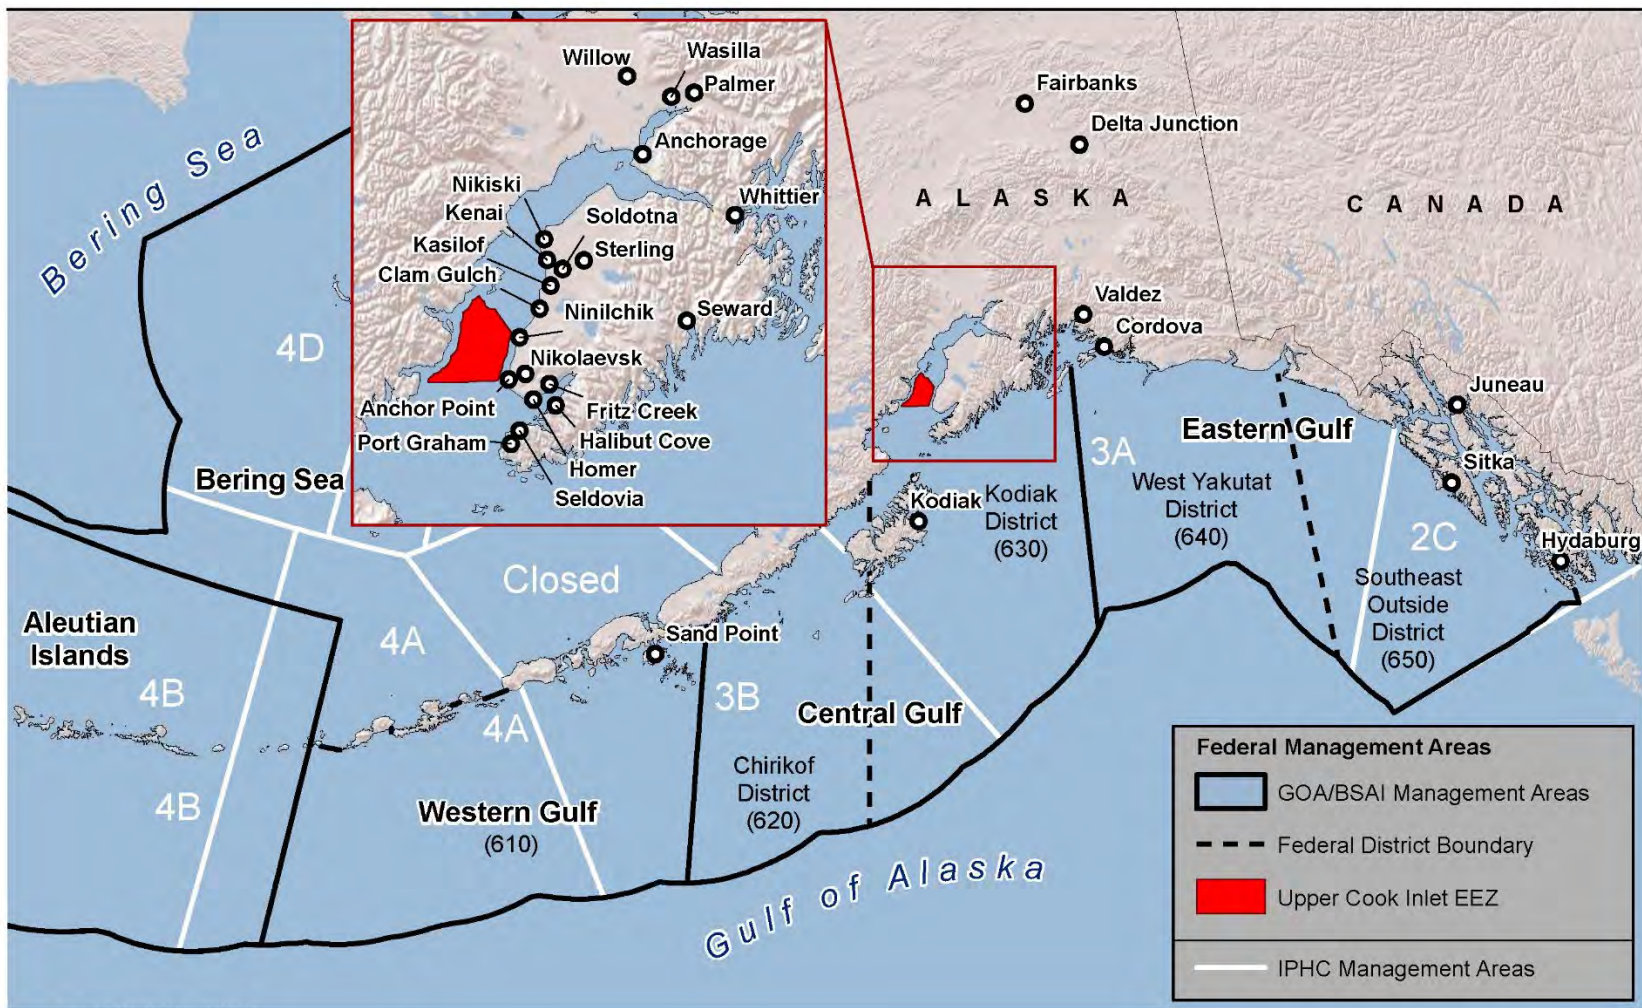 Willow
Wasilla
Palmer
Anchorage
Nikiski
Kenai
Soldotna
Whittier
Kasilof
Sterling
Clam Gulch
Ninilchik
Seward
Nikolaevsk
Anchor Point
Fritz Creek
Port Graham
Halibut Cove
Homer
Seldovia
Fairbanks
Delta Junction
ALASKA
CANADA
Valdez
Cordova
Juneau
Sitka
Hydaburg
Kodiak
Sand Point
Bering Sea
4D
Bering Sea
Closed
Aleutian
Islands
4A
4B
4A
4B
Western Gulf
(610)
3B
Chirikof
District
(620)
Central Gulf
Kodiak
District
(630)
3A
Eastern Gulf
West Yakutat
District
(640)
2C
Southeast
Outside
District
(650)
Gulf of Alaska
Federal Management Areas
GOA/BSAI Management Areas
Federal District Boundary
Upper Cook Inlet EEZ
IPHC Management Areas